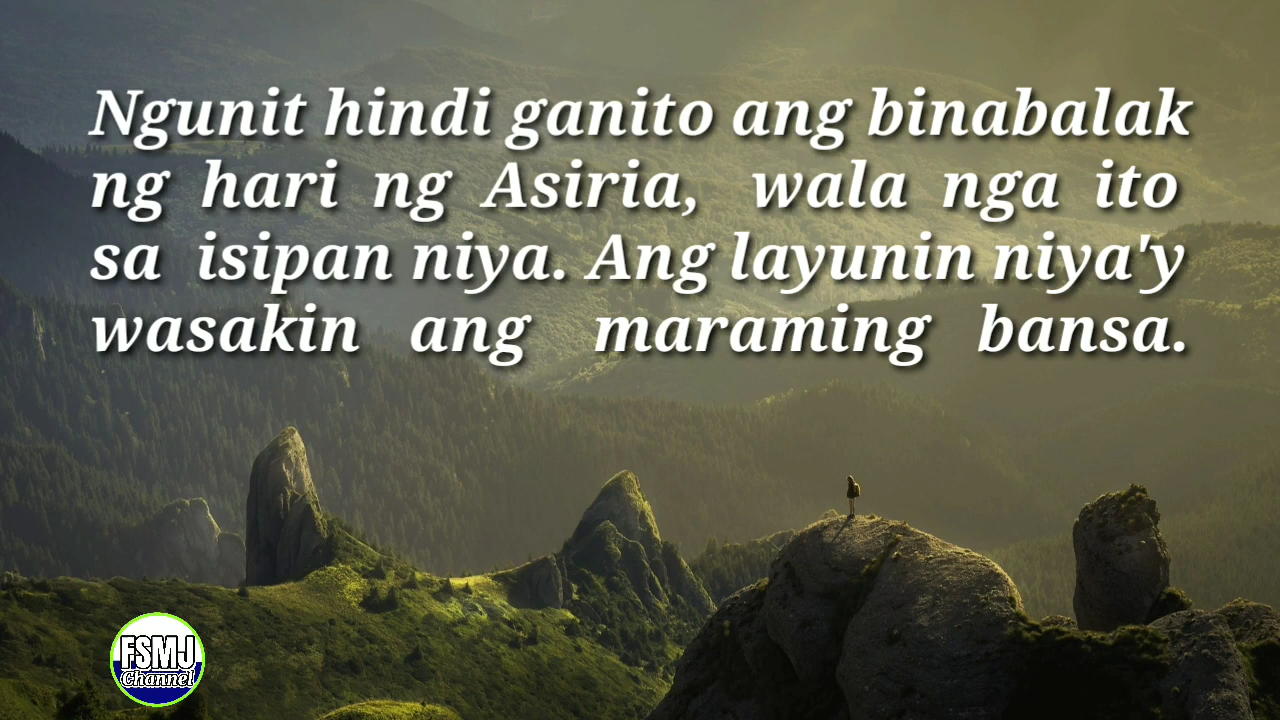 Ngunit hindi ganito ang binabalak
ng hari ng Asiria, wala nga ito
sa isipan niya. Ang layunin niya'y
wasakin ang maraming bansa.
FSMJ
Channel